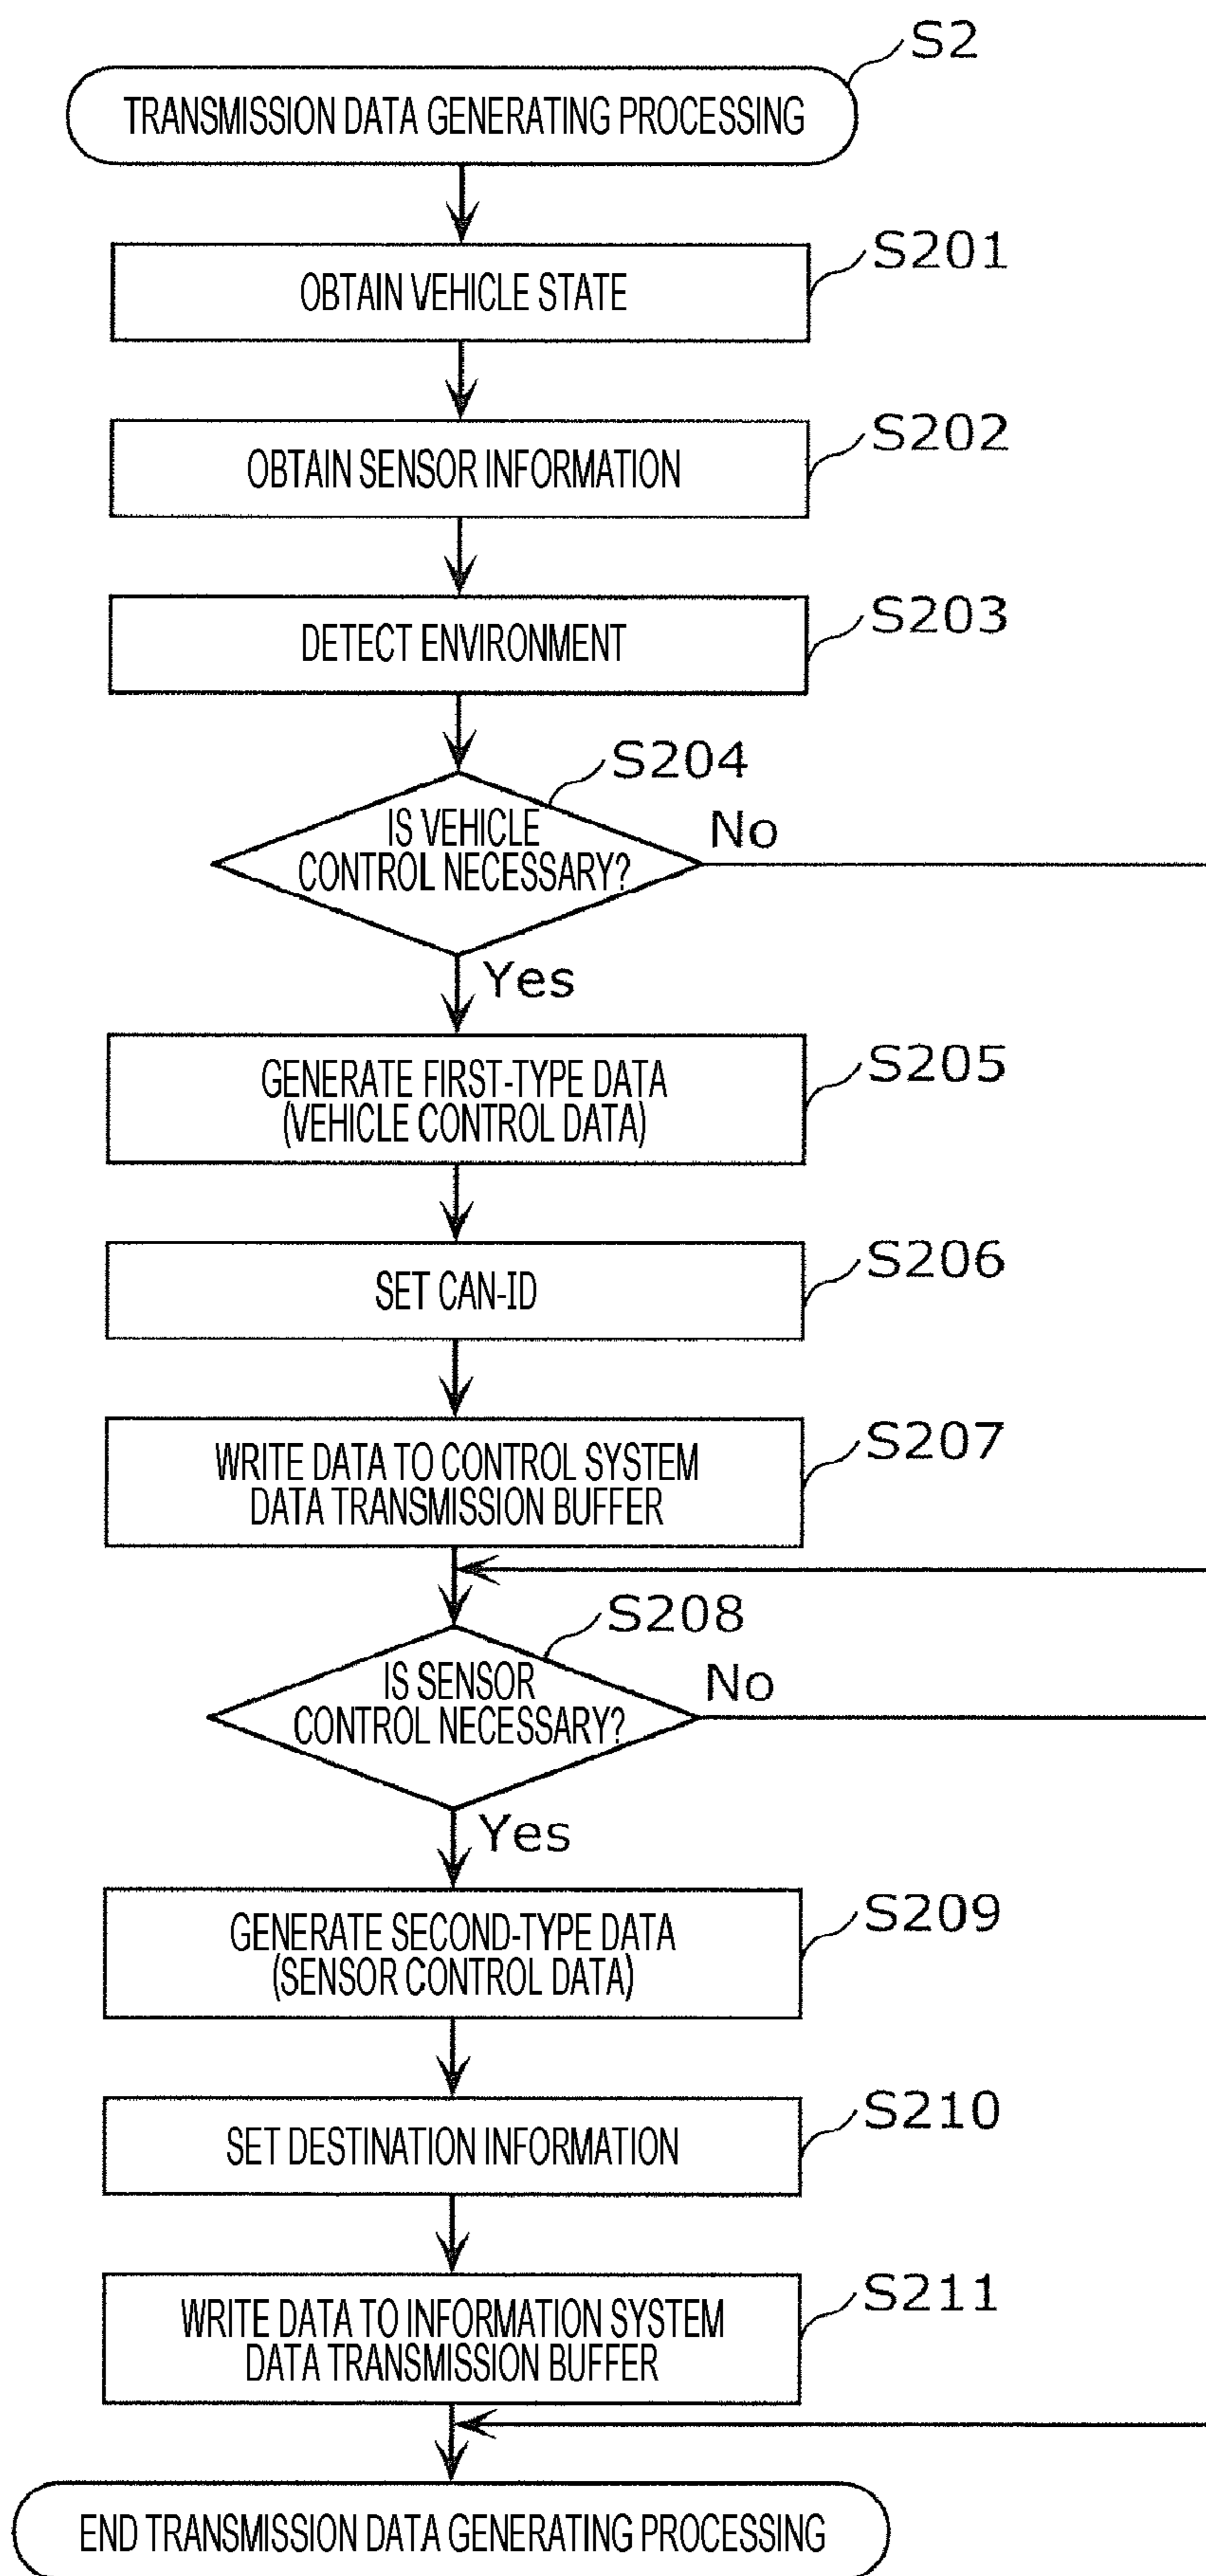 S2
TRANSMISSION DATA GENERATING PROCESSING
S201
OBTAIN VEHICLE STATE
S202
OBTAIN SENSOR INFORMATION
S203
DETECT ENVIRONMENT
S204
IS VEHICLE
CONTROL NECESSARY?
No
Yes
S205
GENERATE FIRST-TYPE DATA
(VEHICLE CONTROL DATA)
S206
SET CAN-ID
S207
WRITE DATA TO CONTROL SYSTEM
DATA TRANSMISSION BUFFER
S208
IS SENSOR
CONTROL NECESSARY?
No
Yes
S209
GENERATE SECOND-TYPE DATA
(SENSOR CONTROL DATA)
S210
SET DESTINATION INFORMATION
S211
WRITE DATA TO INFORMATION SYSTEM
DATA TRANSMISSION BUFFER
END TRANSMISSION DATA GENERATING PROCESSING